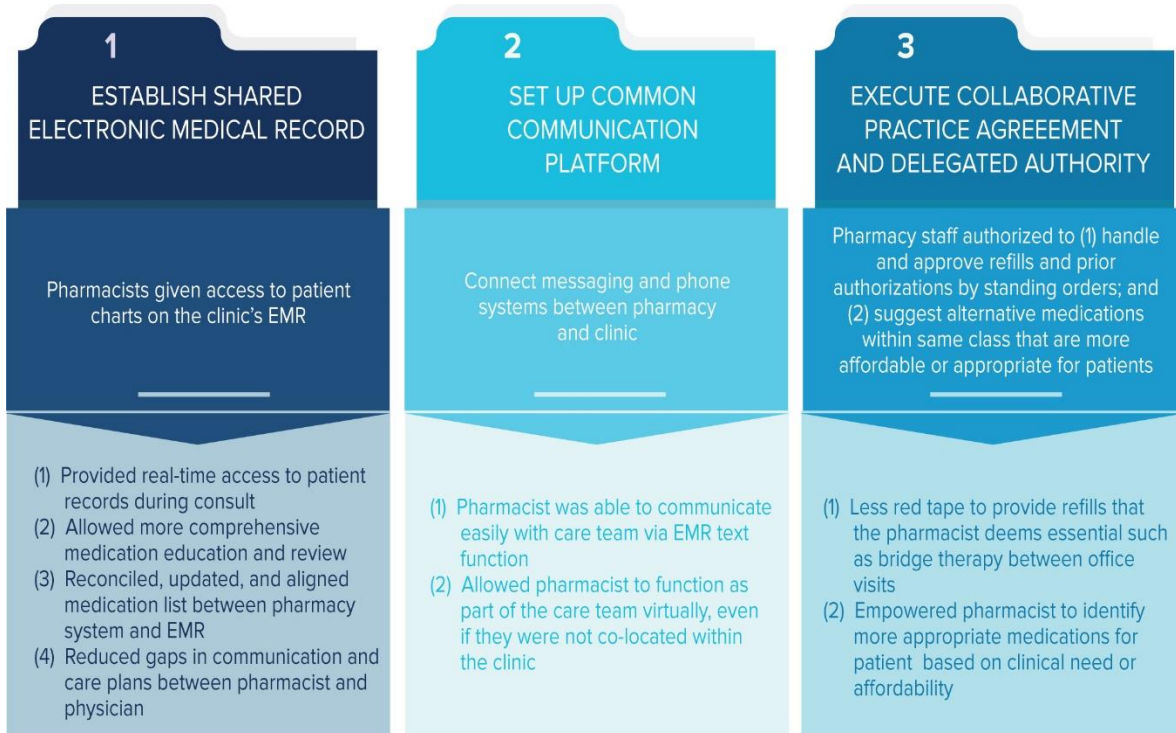 1
ESTABLISH SHARED
ELECTRONIC MEDICAL RECORD
Pharmacists given access to patient
charts on the clinic's EMR
(1) Provided real-time access to patient
records during consult
(2) Allowed more comprehensive
medication education and review
(3) Reconciled, updated, and aligned
medication list between pharmacy
system and EMR
(4) Reduced gaps in communication and
care plans between pharmacist and
physician
2
SET UP COMMON
COMMUNICATION
PLATFORM
Connect messaging and phone
systems between pharmacy
and clinic
(1) Pharmacist was able to communicate
easily with care team via EMR text
function
(2) Allowed pharmacist to function as
part of the care team virtually, even
if they were not co-located within
the clinic
3
EXECUTE COLLABORATIVE
PRACTICE AGREEEMENT
AND DELEGATED AUTHORITY
Pharmacy staff authorized to (1) handle
and approve refills and prior
authorizations by standing orders; and
(2) suggest alternative medications
within same class that are more
affordable or appropriate for patients
(1) Less red tape to provide refills that
the pharmacist deems essential such
as bridge therapy between office
visits
(2) Empowered pharmacist to identify
more appropriate medications for
patient based on clinical need or
affordability